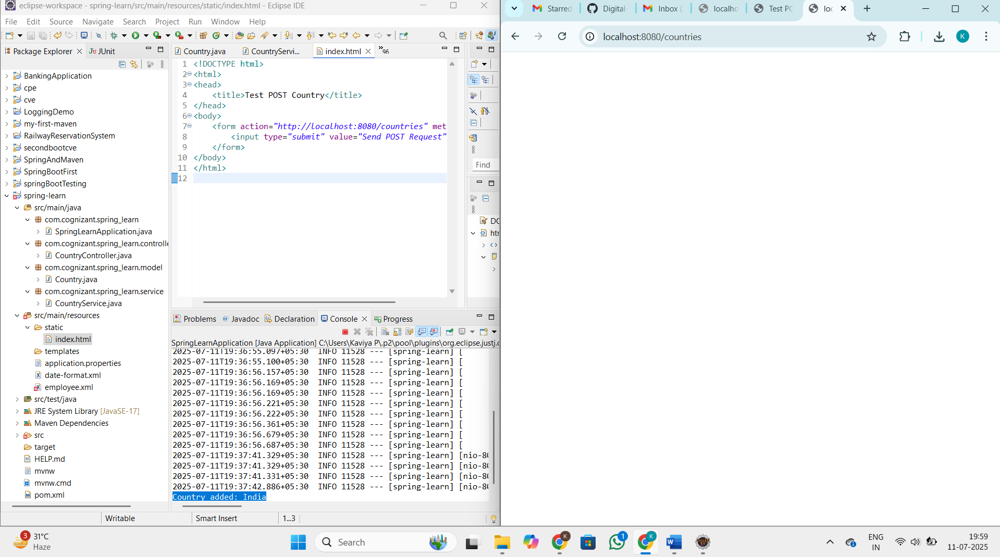 eclipse-workspace - spring-learn/src/main/resources/static/index.html - Eclipse IDE
File Edit Source Navigate Search Project Run Window Help
Package Explorer
JUnit
BankingApplication
cpe
cve
LoggingDemo
my-first-maven
RailwayReservationSystem
secondbootcve
SpringAndMaven
SpringBootFirst
springBootTesting
spring-learn
src/main/java
com.cognizant.spring_learn
SpringLearnApplication.java
com.cognizant.spring_learn.controlle
CountryController.java
com.cognizant.spring_learn.model
Country.java
com.cognizant.spring_learn.service
CountryService.java
src/main/resources
static
index.html
templates
application.properties
date-format.xml
employee.xml
src/test/java
JRE System Library [JavaSE-17]
Maven Dependencies
src
target
HELP.md
mvnw
mvnw.cmd
pom.xml
Country.java
CountryServi...
index.html
»96
1 <!DOCTYPE html>
2 <html>
3 <head>
4 <title>Test POST Country</title>
5 </head>
6 <body>
7 <form action="http://localhost:8080/countries" met
8 <input type="submit" value="Send POST Request"
9 </form>
10 </body>
11 </html>
12
Find
DO
htm
Problems @ Javadoc Declaration Console Progress
SpringLearnApplication [Java Application] C:\Users\Kaviya P\.p2\pool\plugins\org.eclipse.justj.o
2025-07-11T19:36:55.097+05:30 INFO 11528 --- [spring-learn] [
2025-07-11T19:36:55.100+05:30 INFO 11528 --- [spring-learn] [
2025-07-11T19:36:56.157+05:30 INFO 11528 --- [spring-learn] [
2025-07-11T19:36:56.169+05:30 INFO 11528 --- [spring-learn] [
2025-07-11T19:36:56.169+05:30 INFO 11528 --- [spring-learn] [
2025-07-11T19:36:56.221+05:30 INFO 11528 --- [spring-learn] [
2025-07-11T19:36:56.222+05:30 INFO 11528 --- [spring-learn] [
2025-07-11T19:36:56.361+05:30 INFO 11528 --- [spring-learn] [
2025-07-11T19:36:56.679+05:30 INFO 11528 --- [spring-learn] [
2025-07-11T19:36:56.687+05:30 INFO 11528 --- [spring-learn] [
2025-07-11T19:37:41.329+05:30 INFO 11528 --- [spring-learn] [nio-80
2025-07-11T19:37:41.329+05:30 INFO 11528 --- [spring-learn] [nio-80
2025-07-11T19:37:41.331+05:30 INFO 11528 --- [spring-learn] [nio-80
2025-07-11T19:37:42.886+05:30 INFO 11528 --- [spring-learn] [nio-80
Country added: India
Writable
Smart Insert
1...3
Starred
Digital-
Inbox (
localho
Test PC
loc
localhost:8080/countries
K
3
31°C
Haze
Search
K
1
K
ENG
IN
19:59
11-07-2025